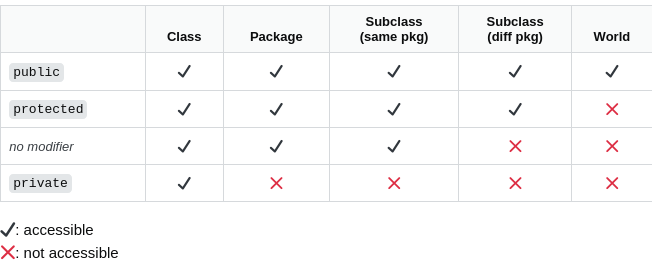 Class Package Subclass (same pkg) Subclass (diff pkg) World
public ✓ ✓ ✓ ✓ ✓
protected ✓ ✓ ✓ ✓ ✗
no modifier ✓ ✓ ✓ ✗ ✗
private ✓ ✗ ✗ ✗ ✗
✓: accessible
✗: not accessible